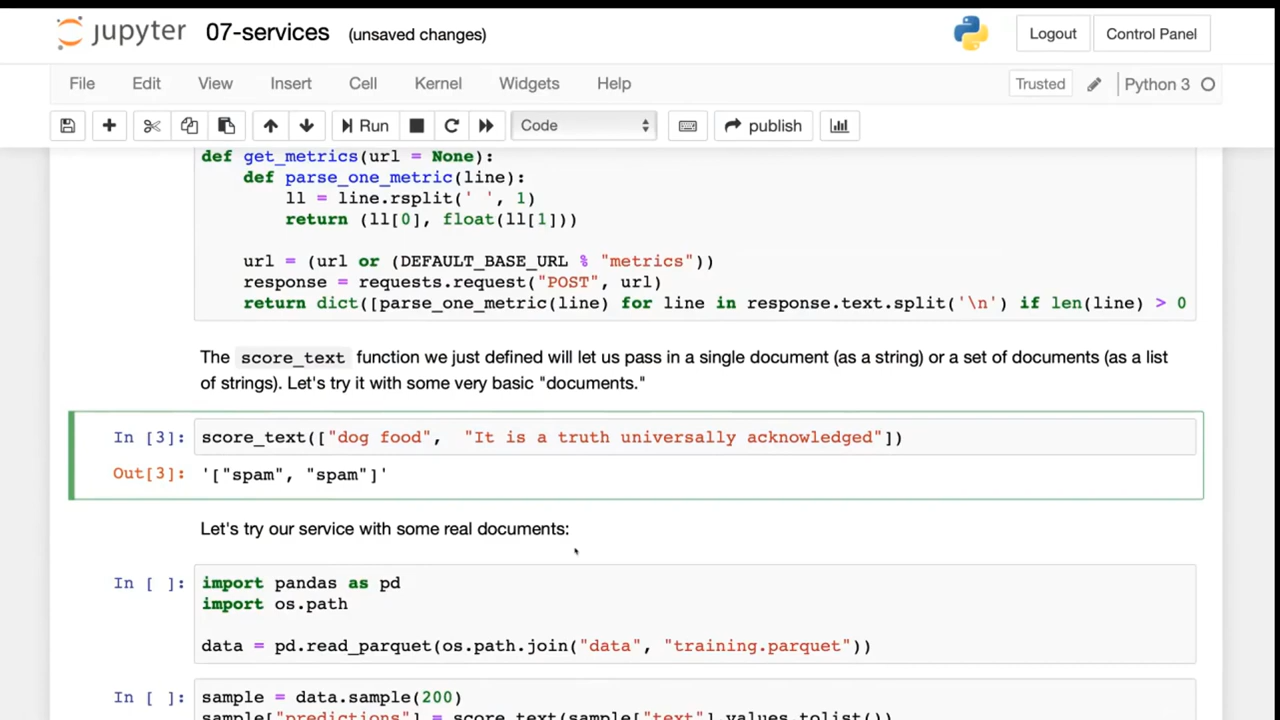 jupyter 07-services (unsaved changes) Logout Control Panel
File Edit View Insert Cell Kernel Widgets Help Trusted Python 3
Run Code publish
def get_metrics(url = None):
    def parse_one_metric(line):
        ll = line.rsplit(' ', 1)
        return (ll[0], float(ll[1]))
    url = (url or (DEFAULT_BASE_URL % "metrics"))
    response = requests.request("POST", url)
    return dict([parse_one_metric(line) for line in response.text.split('\n') if len(line) > 0
The score_text function we just defined will let us pass in a single document (as a string) or a set of documents (as a list
of strings). Let's try it with some very basic "documents."
In [3]: score_text(["dog food",  "It is a truth universally acknowledged"])
Out[3]: '["spam", "spam"]'
Let's try our service with some real documents:
In [ ]: import pandas as pd
import os.path
data = pd.read_parquet(os.path.join("data", "training.parquet"))
In [ ]: sample = data.sample(200)
sample["predictions"] = score_text(sample["text"].values.tolist())